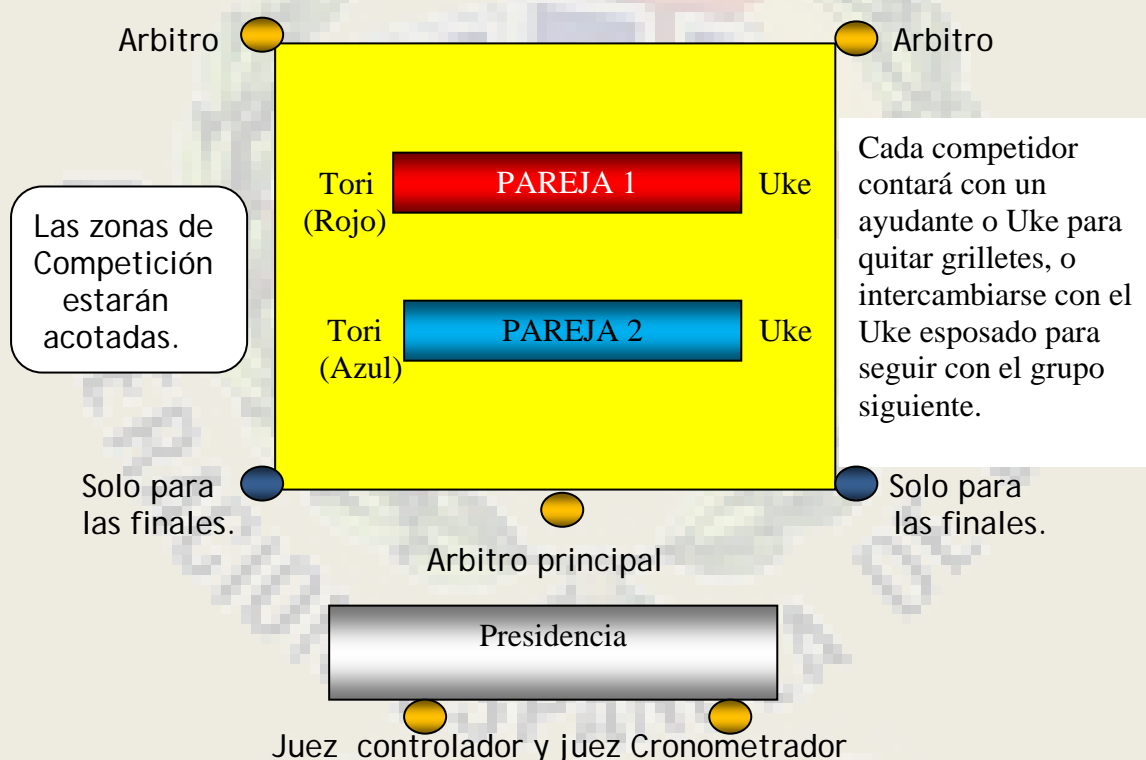 Arbitro
Arbitro
Tori
(Rojo)
PAREJA 1
Uke
Cada competidor
contará con un
ayudante o Uke para
quitar grilletes, o
intercambiarse con el
Uke esposado para
seguir con el grupo
siguiente.
Las zonas de
Competición
estarán
acotadas.
Tori
(Azul)
PAREJA 2
Uke
Solo para
las finales.
Solo para
las finales.
Arbitro principal
Presidencia
Juez controlador y juez Cronometrador